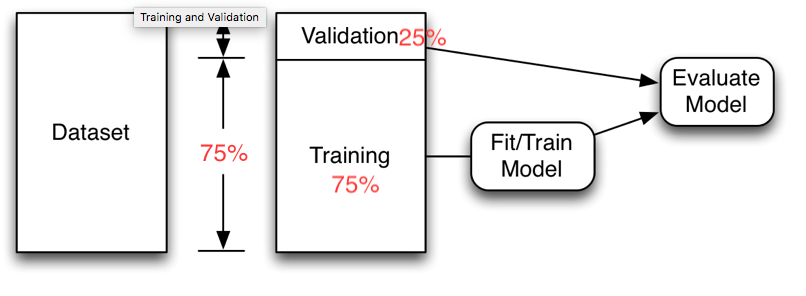 Training and Validation
Dataset
75%
Validation 25%
Training
75%
Fit/Train
Model
Evaluate
Model